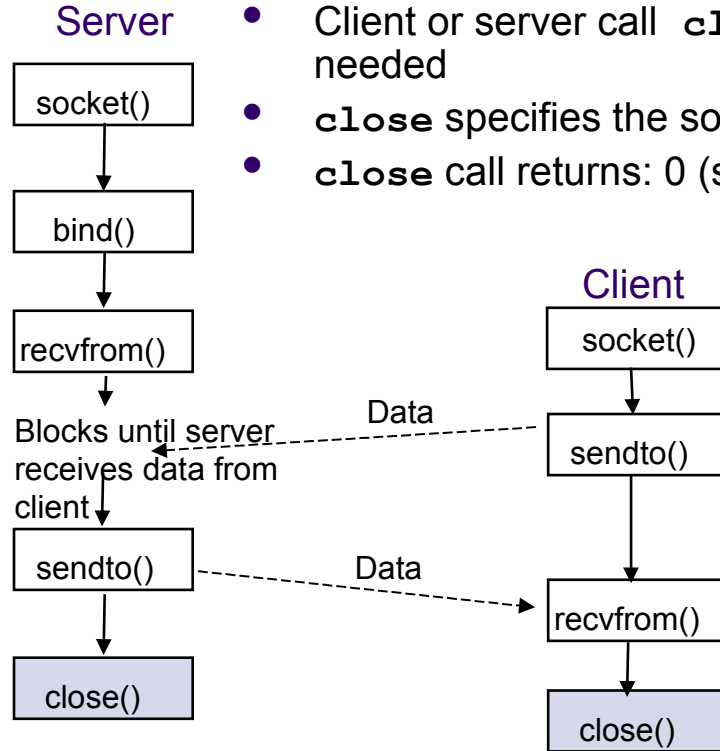 Server
• Client or server call
needed
• close specifies the
• close call returns: 0
socket()
bind()
recvfrom()
Blocks until server
receives data from
client
sendto()
close()
Client
socket()
sendto()
recvfrom()
close()
Data
Data